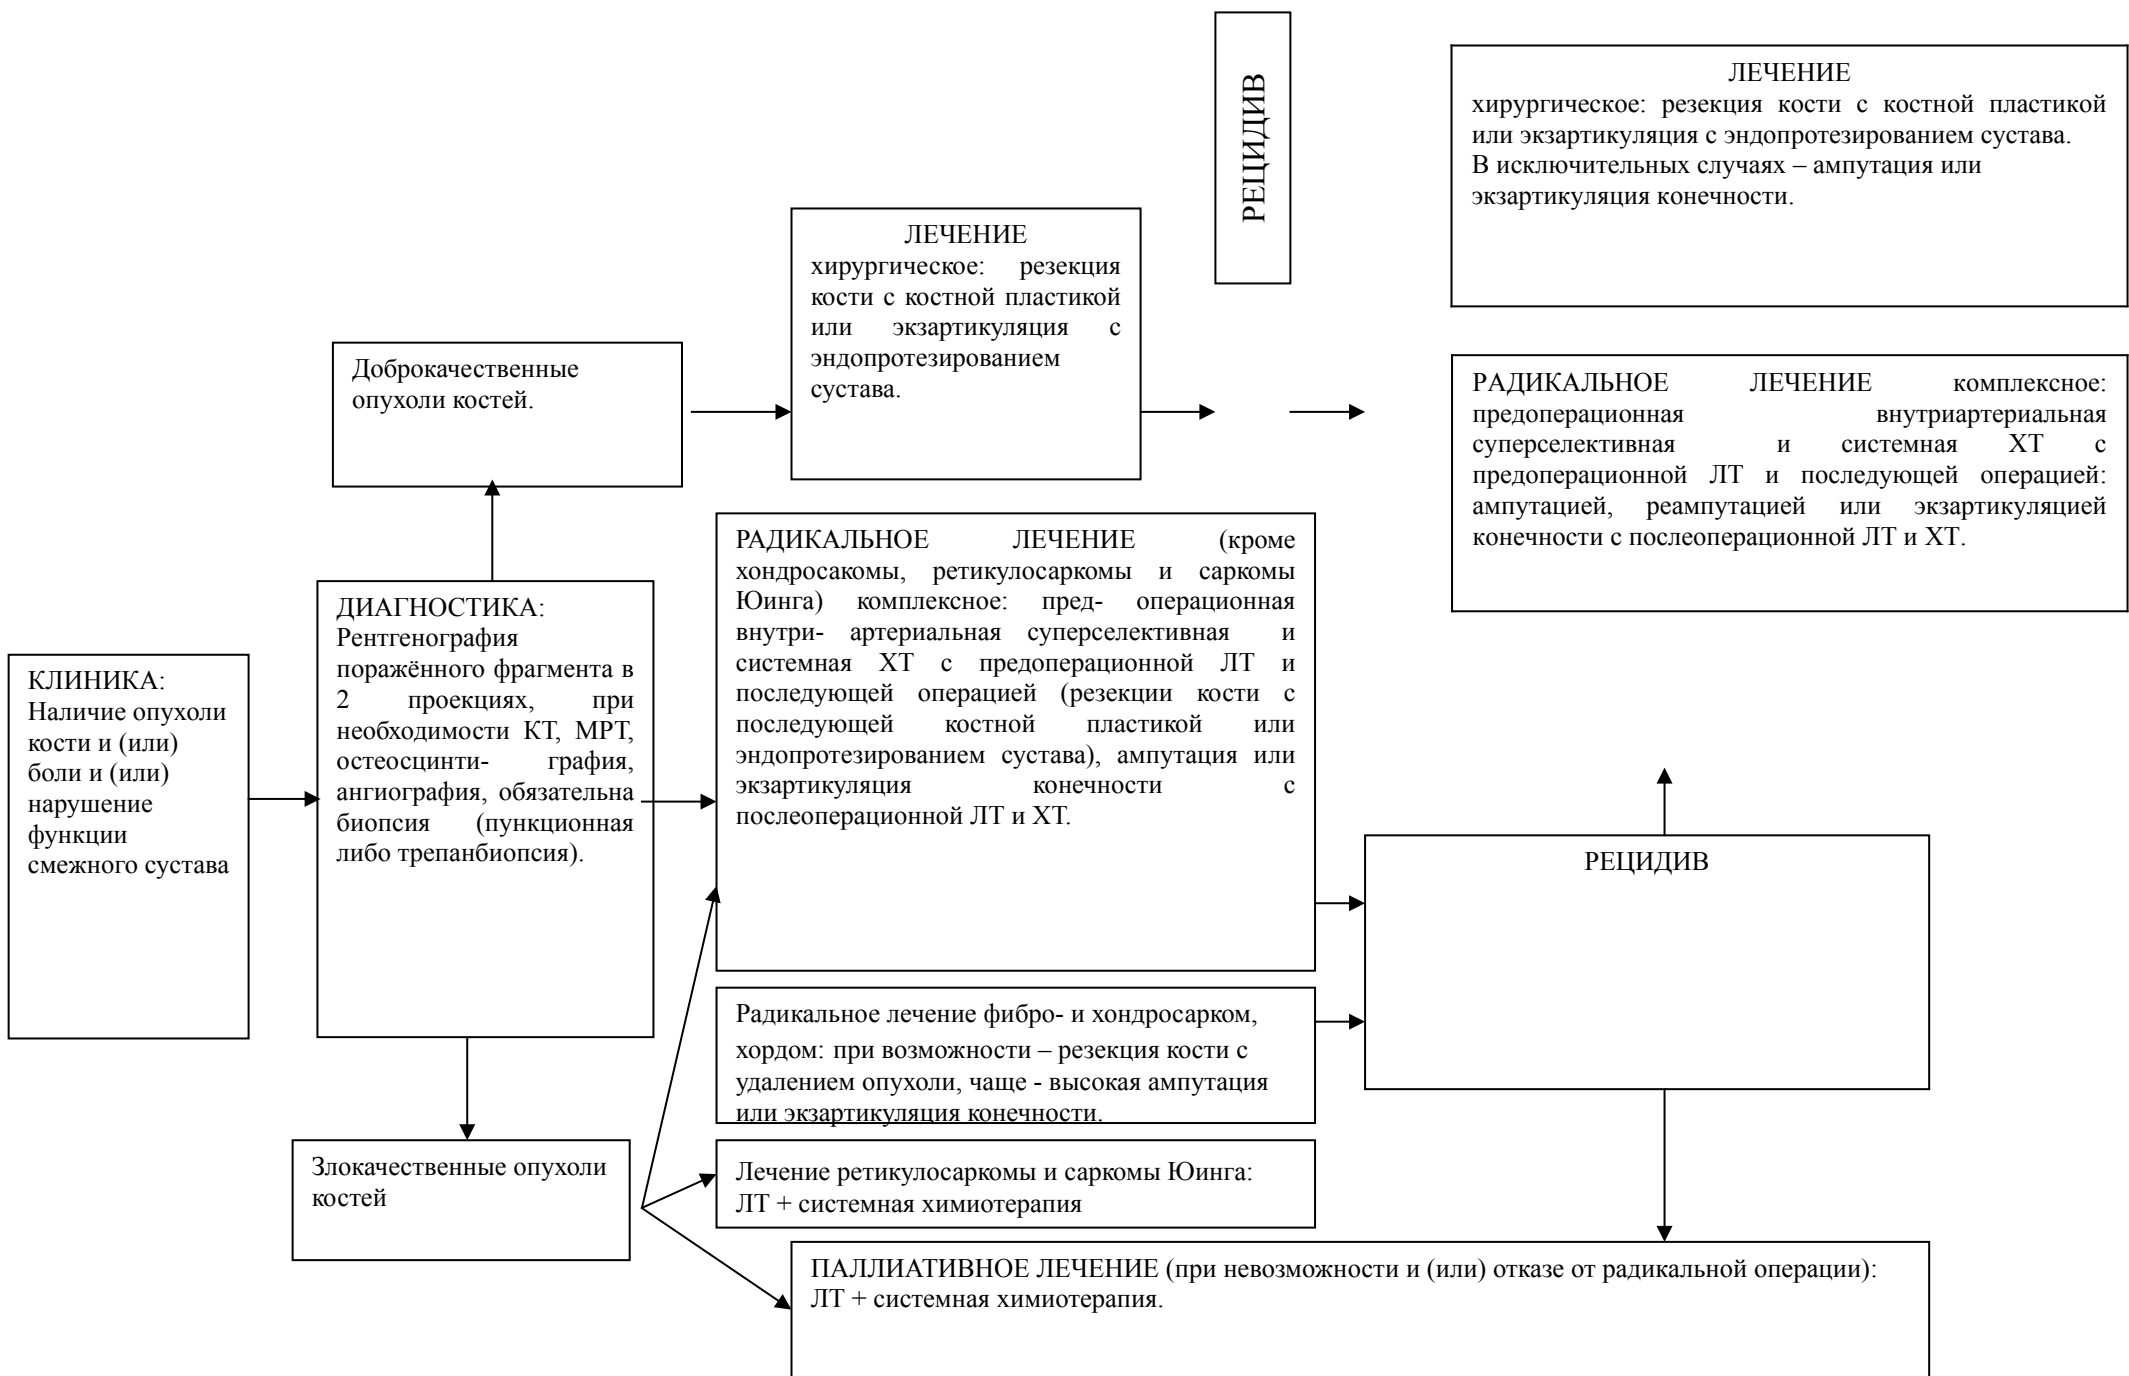 РЕЦИДИВ
ЛЕЧЕНИЕ
хирургическое: резекция кости с костной пластикой
или экзартикуляция с эндопротезированием сустава.
В исключительных случаях – ампутация или
экзартикуляция конечности.
ЛЕЧЕНИЕ
хирургическое: резекция
кости с костной пластикой
или экзартикуляция с
эндопротезированием
сустава.
Доброкачественные
опухоли костей.
РАДИКАЛЬНОЕ ЛЕЧЕНИЕ комплексное:
предоперационная внутриартериальная
суперселективная и системная ХТ с
предоперационной ЛТ и последующей операцией:
ампутацией, реампутацией или экзартикуляцией
конечности с послеоперационной ЛТ и ХТ.
РАДИКАЛЬНОЕ ЛЕЧЕНИЕ (кроме
хондросакомы, ретикулосаркомы и саркомы
Юинга) комплексное: пред- операционная
внутри- артериальная суперселективная и
системная ХТ с предоперационной ЛТ и
последующей операцией (резекции кости с
последующей костной пластикой или
эндопротезированием сустава), ампутация или
экзартикуляция конечности с
послеоперационной ЛТ и ХТ.
ДИАГНОСТИКА:
Рентгенография
поражённого фрагмента в
2 проекциях, при
необходимости КТ, МРТ,
остеосцинти- графия,
ангиография, обязательна
биопсия (пункционная
либо трепанбиопсия).
КЛИНИКА:
Наличие опухоли
кости и (или)
боли и (или)
нарушение
функции
смежного сустава
РЕЦИДИВ
Радикальное лечение фибро- и хондросарком,
хордом: при возможности – резекция кости с
удалением опухоли, чаще - высокая ампутация
или экзартикуляция конечности.
Злокачественные опухоли
костей
Лечение ретикулосаркомы и саркомы Юинга:
ЛТ + системная химиотерапия
ПАЛЛИАТИВНОЕ ЛЕЧЕНИЕ (при невозможности и (или) отказе от радикальной операции):
ЛТ + системная химиотерапия.